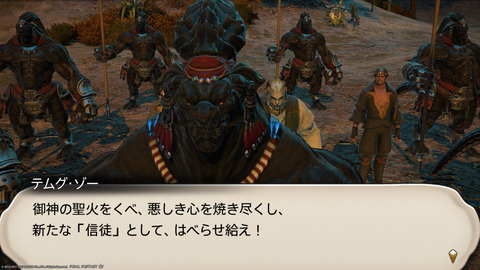 テムグ・ゾー
御神の聖火をくべ、悪しき心を焼き尽くし、
新たな「信徒」として、はべらせ給え！